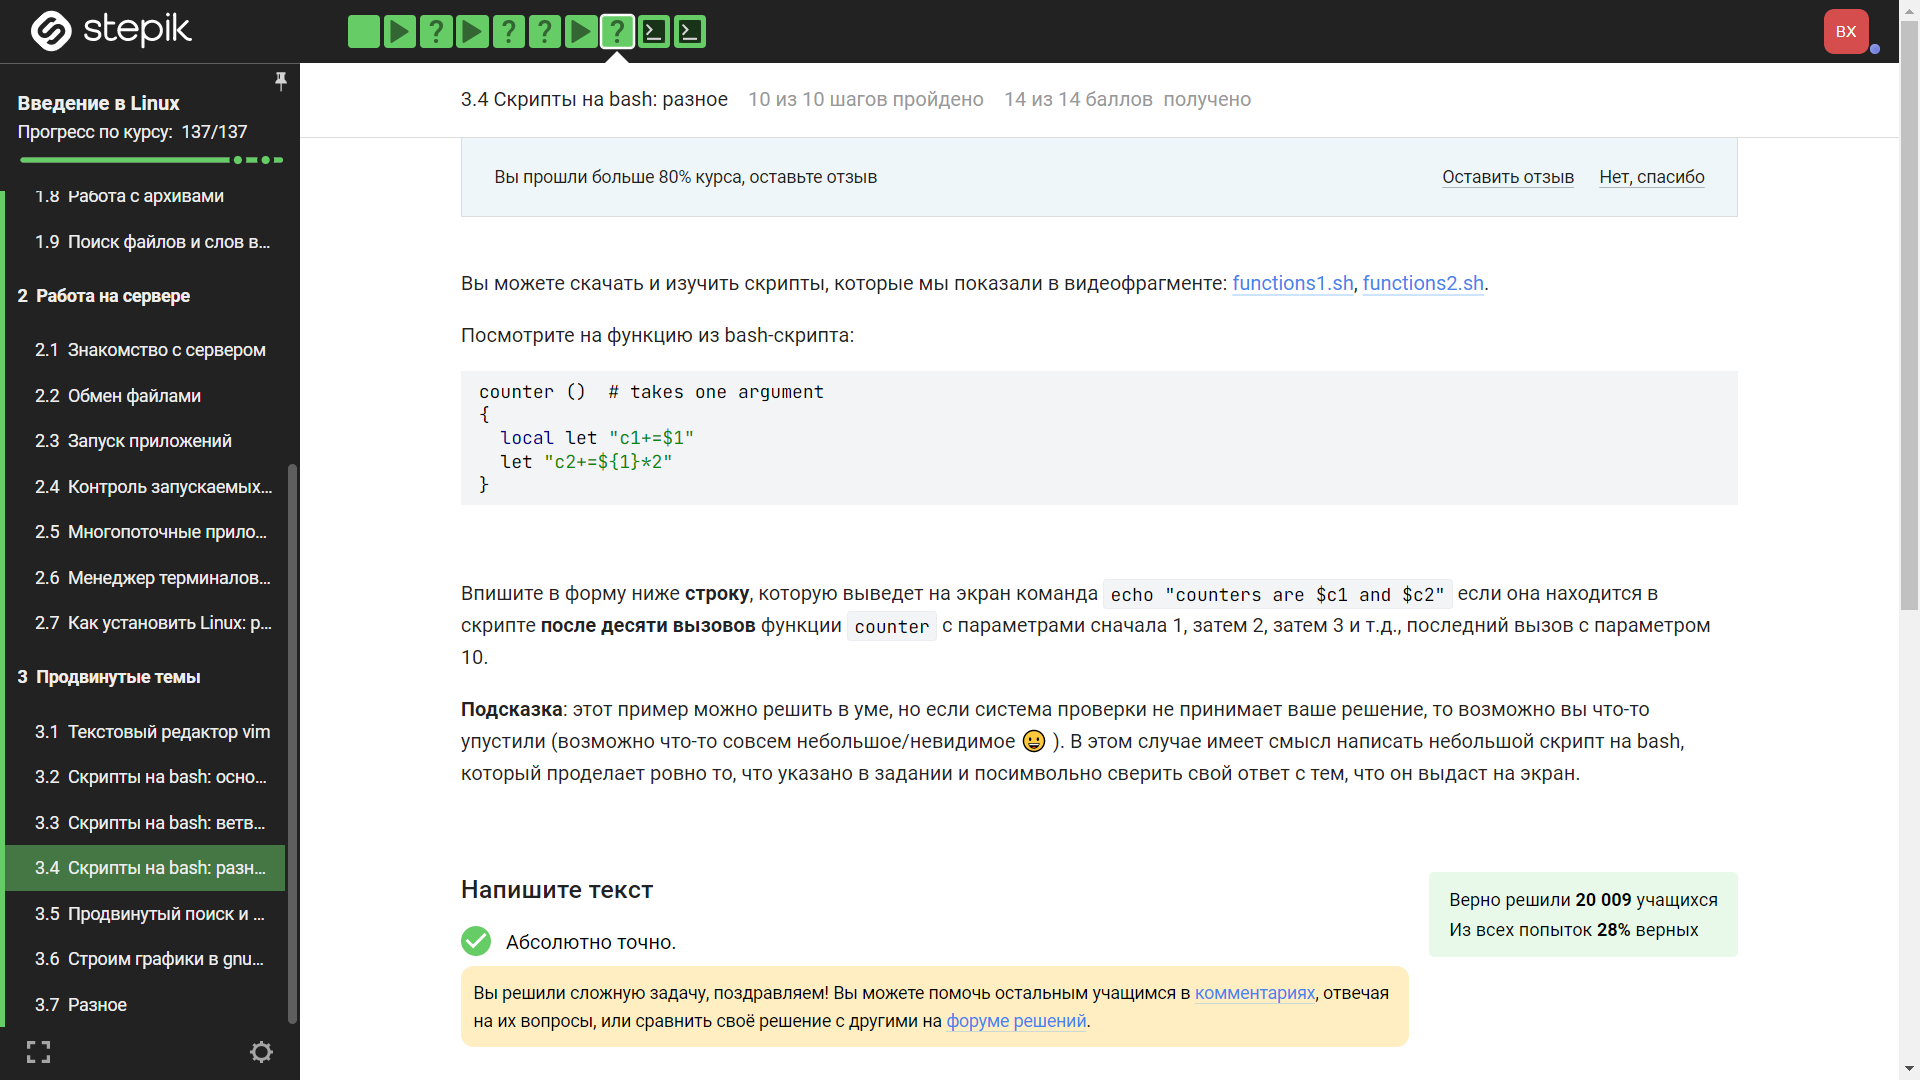 stepik
BX
Введение в Linux
Прогресс по курсу: 137/137
1.8 Работа с архивами
1.9 Поиск файлов и слов в...
2 Работа на сервере
2.1 Знакомство с сервером
2.2 Обмен файлами
2.3 Запуск приложений
2.4 Контроль запускаемых...
2.5 Многопоточные прило...
2.6 Менеджер терминалов...
2.7 Как установить Linux: р...
3 Продвинутые темы
3.1 Текстовый редактор vim
3.2 Скрипты на bash: осно...
3.3 Скрипты на bash: ветв...
3.4 Скрипты на bash: разн...
3.5 Продвинутый поиск и ...
3.6 Строим графики в gnu...
3.7 Разное
3.4 Скрипты на bash: разное 10 из 10 шагов пройдено 14 из 14 баллов получено
Вы прошли больше 80% курса, оставьте отзыв Оставить отзыв Нет, спасибо
Вы можете скачать и изучить скрипты, которые мы показали в видеофрагменте: functions1.sh, functions2.sh.
Посмотрите на функцию из bash-скрипта:
counter () # takes one argument
{
local let "c1+=$1"
let "c2+=${1}*2"
}
Впишите в форму ниже строку, которую выведет на экран команда echo "counters are $c1 and $c2" если она находится в
скрипте после десяти вызовов функции counter с параметрами сначала 1, затем 2, затем 3 и т.д., последний вызов с параметром
10.
Подсказка: этот пример можно решить в уме, но если система проверки не принимает ваше решение, то возможно вы что-то
упустили (возможно что-то совсем небольшое/невидимое 😀 ). В этом случае имеет смысл написать небольшой скрипт на bash,
который проделает ровно то, что указано в задании и посимвольно сверить свой ответ с тем, что он выдаст на экран.
Напишите текст
Абсолютно точно.
Верно решили 20 009 учащихся
Из всех попыток 28% верных
Вы решили сложную задачу, поздравляем! Вы можете помочь остальным учащимся в комментариях, отвечая
на их вопросы, или сравнить своё решение с другими на форуме решений.